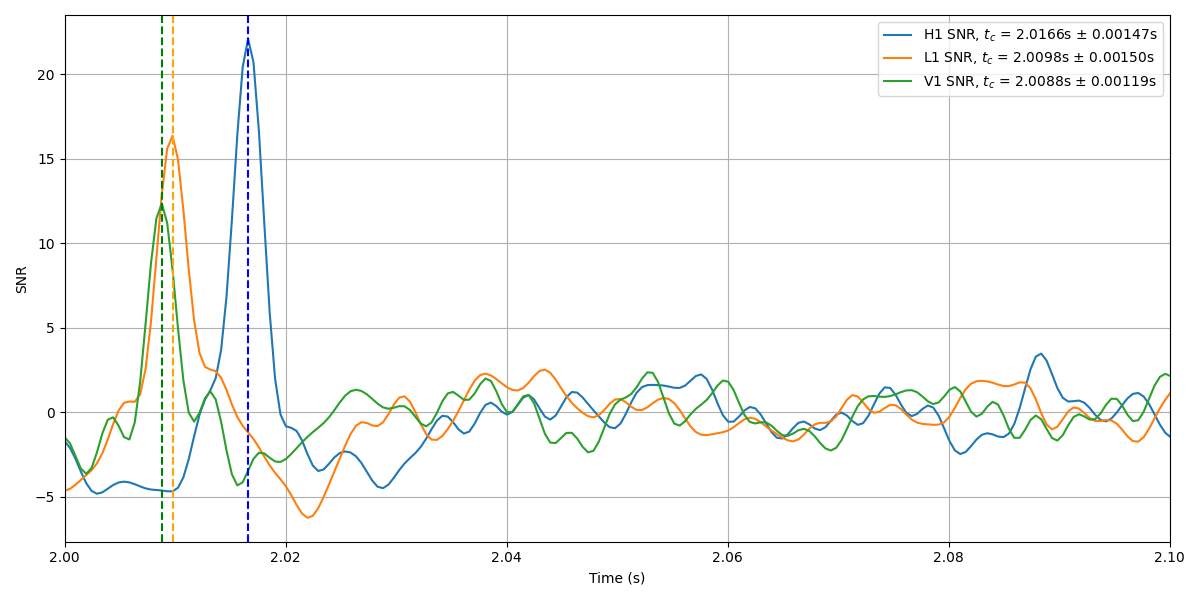 H1 SNR, t_c = 2.0166s ± 0.00147s
L1 SNR, t_c = 2.0098s ± 0.00150s
V1 SNR, t_c = 2.0088s ± 0.00119s
SNR
20
15
10
5
0
−5
2.00 2.02 2.04 2.06 2.08 2.10
Time (s)